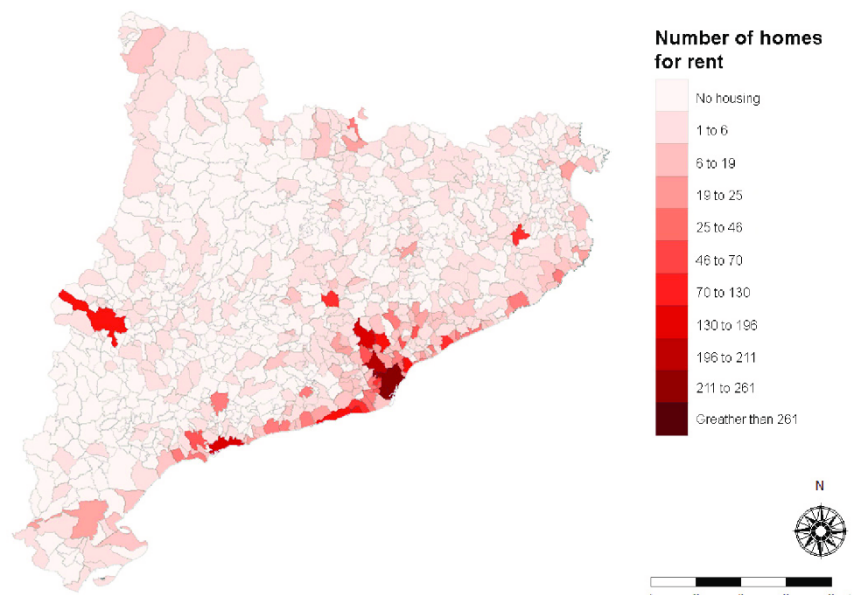 Number of homes
for rent
No housing
1 to 6
6 to 19
19 to 25
25 to 46
46 to 70
70 to 130
130 to 196
196 to 211
211 to 261
Greather than 261
N